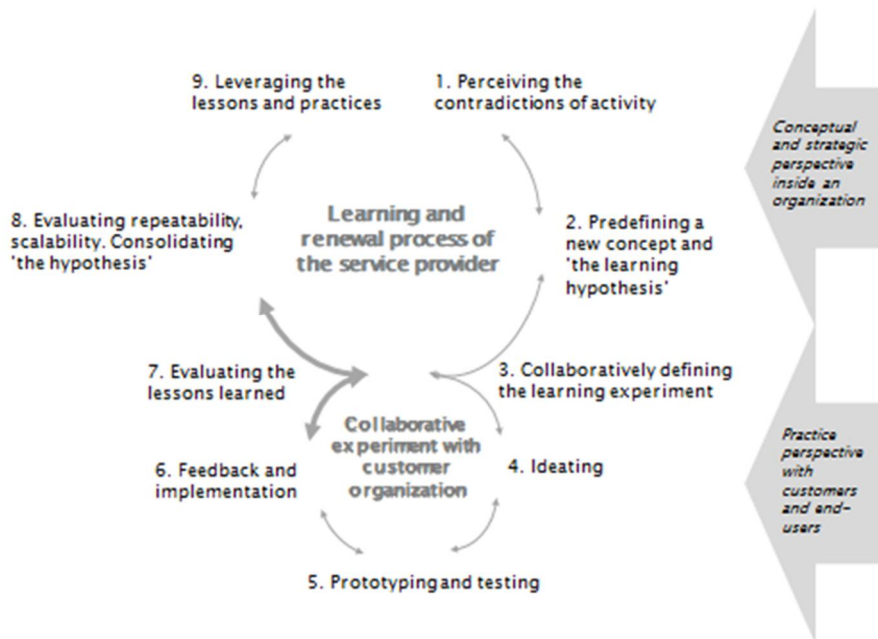 9. Leveraging the
lessons and practices
1. Perceiving the
contradictions of activity
Conceptual
and strategic
perspective
inside an
organization
8. Evaluating repeatability,
scalability. Consolidating
'the hypothesis'
Learning and
renewal process of
the service provider
2. Predefining a
new concept and
'the learning
hypothesis'
7. Evaluating the
lessons learned
3. Collaboratively defining
the learning experiment
Collaborative
experiment with
customer
organization
6. Feedback and
implementation
4. Ideating
Practice
perspective
with
customers
and end-
users
5. Prototyping and testing